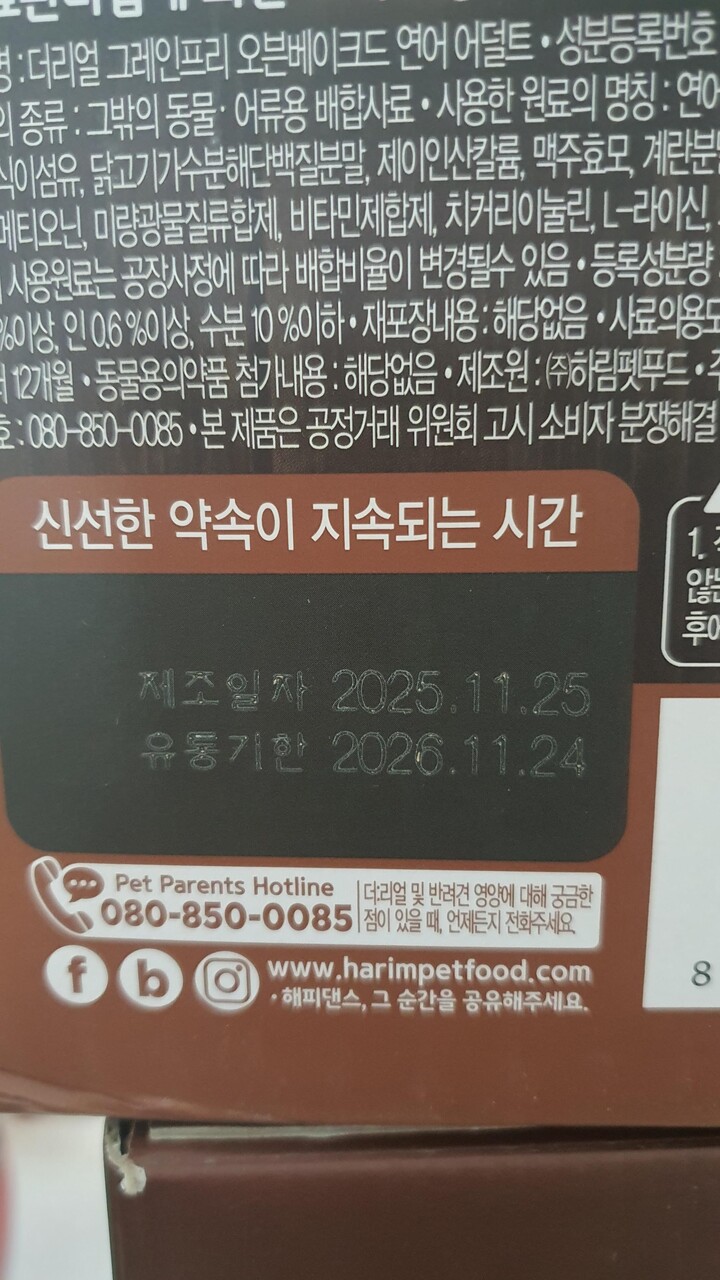 명 : 더리얼 그레인프리 오븐베이크드 연어 어덜트 • 성분등록번호
의 종류 : 그밖의 동물· 어류용 배합사료 • 사용한 원료의 명칭 : 연어
식이섬유, 닭고기가수분해단백질분말, 제이인산칼륨, 맥주효모, 계란분
메티오닌, 미량광물질류합제, 비타민제합제, 치커리이눌린, L-라이신,
사용원료는 공장사정에 따라 배합비율이 변경될수 있음 • 등록성분량
%이상, 인 0.6 %이상, 수분 10 %이하 • 재포장내용 : 해당없음 • 사료의용도
터 12개월 • 동물용의약품 첨가내용 : 해당없음 • 제조원 : ㈜하림펫푸드 •
호 : 080-850-0085 • 본 제품은 공정거래 위원회 고시 소비자 분쟁해결
신선한 약속이 지속되는 시간
1.
않
후에
제조일자 2025.11.25
유통기한 2026.11.24
Pet Parents Hotline
080-850-0085
더:리얼 및 반려견 영양에 대해 궁금한
점이 있을 때, 언제든지 전화주세요.
f b www.harimpetfood.com
· 해피댄스, 그 순간을 공유해주세요.
8